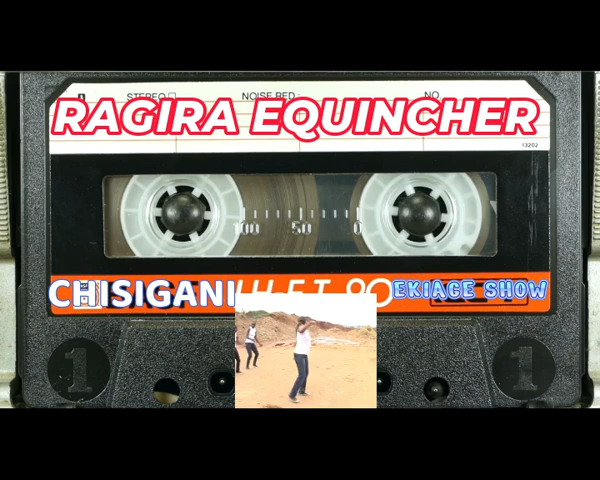 STEREO NOISE RED: NO
RAGIRA EQUINCHER
13202
100 50 0
CHISIGANI
EKIAGE SHOW
1 1